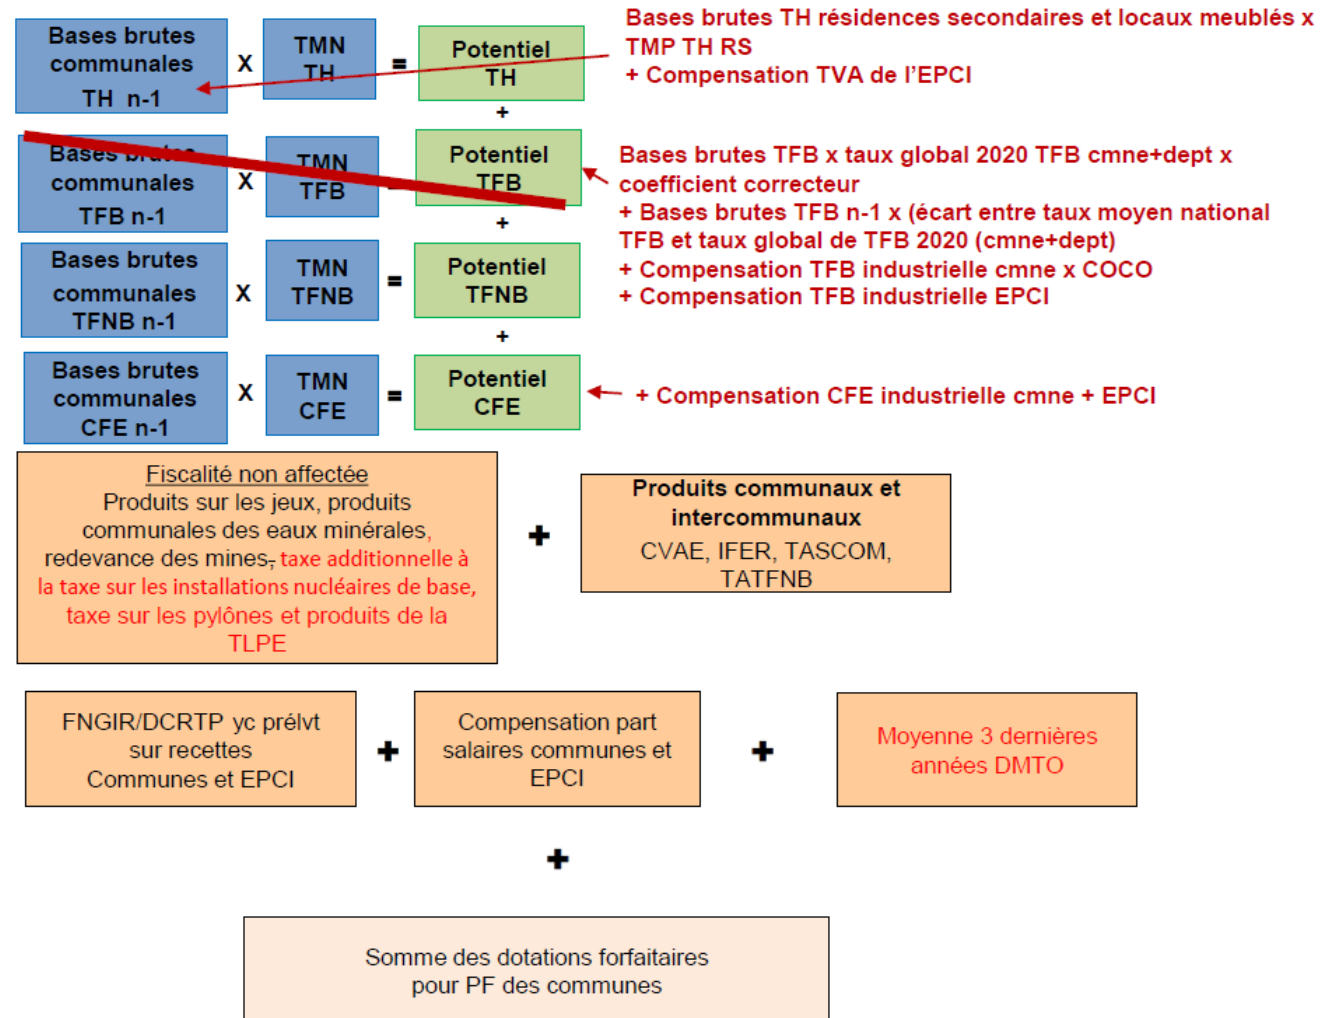 Bases brutes
communales
TH n-1
X
TMN
TH
=
Potentiel
TH
Bases brutes TH résidences secondaires et locaux meublés x
TMP TH RS
+ Compensation TVA de l'EPCI
+
Bases brutes
communales
TFB n-1
X
TMN
TFB
=
Potentiel
TFB
Bases brutes TFB x taux global 2020 TFB cmne+dept x
coefficient correcteur
+ Bases brutes TFB n-1 x (écart entre taux moyen national
TFB et taux global de TFB 2020 (cmne+dept)
+ Compensation TFB industrielle cmne x COCO
+ Compensation TFB industrielle EPCI
+
Bases brutes
communales
TFNB n-1
X
TMN
TFNB
=
Potentiel
TFNB
+
Bases brutes
communales
CFE n-1
X
TMN
CFE
=
Potentiel
CFE
+ Compensation CFE industrielle cmne + EPCI
Fiscalité non affectée
Produits sur les jeux, produits
communales des eaux minérales,
redevance des mines, taxe additionnelle à
la taxe sur les installations nucléaires de base,
taxe sur les pylônes et produits de la
TLPE
+
Produits communaux et
intercommunaux
CVAE, IFER, TASCOM,
TATFNB
FNGIR/DCRTP yc prélvt
sur recettes
Communes et EPCI
+
Compensation part
salaires communes et
EPCI
+
Moyenne 3 dernières
années DMTO
+
Somme des dotations forfaitaires
pour PF des communes